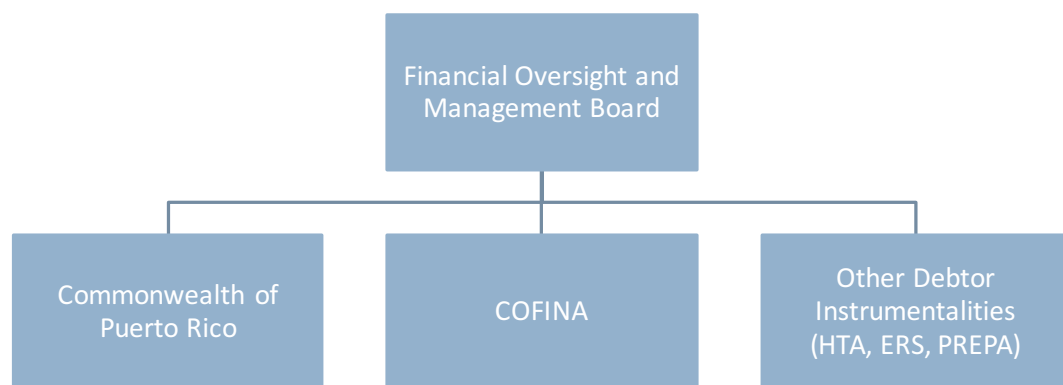 Financial Oversight and
Management Board
Commonwealth of
Puerto Rico
COFINA
Other Debtor
Instrumentalities
(HTA, ERS, PREPA)